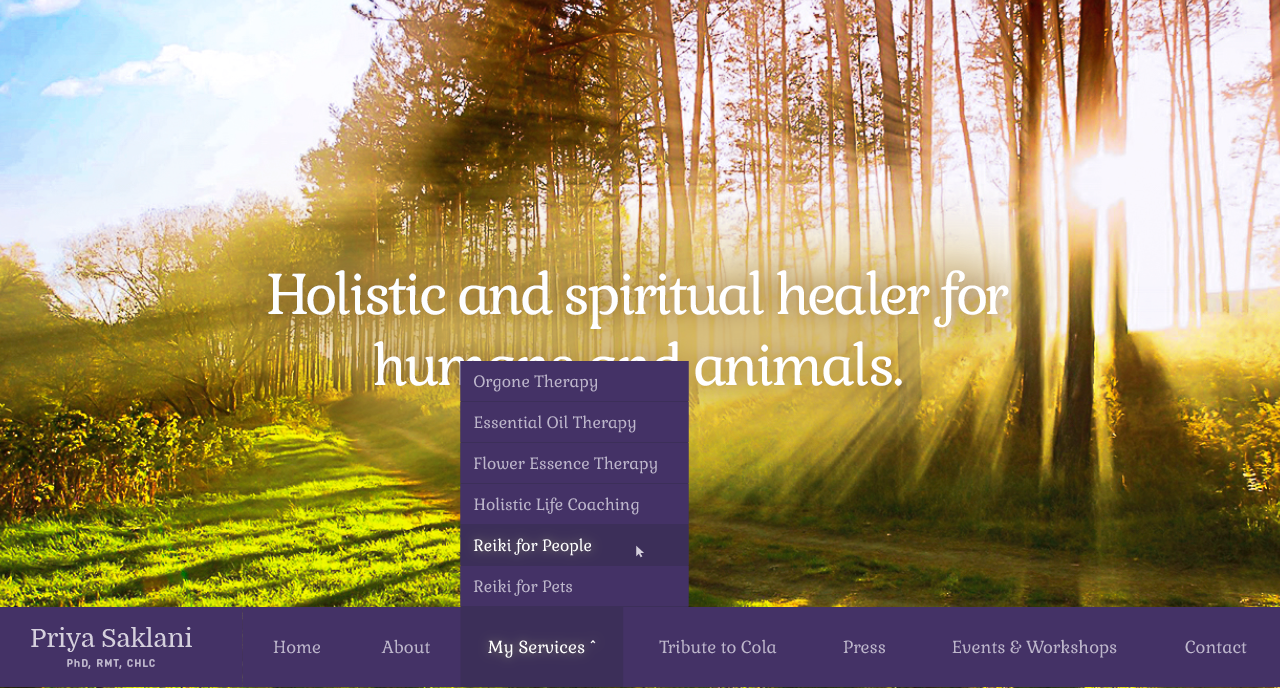 Holistic and spiritual healer for
humans and animals.
Orgone Therapy
Essential Oil Therapy
Flower Essence Therapy
Holistic Life Coaching
Reiki for People
Reiki for Pets
Priya Saklani
PhD, RMT, CHLC
Home
About
My Services ˆ
Tribute to Cola
Press
Events & Workshops
Contact